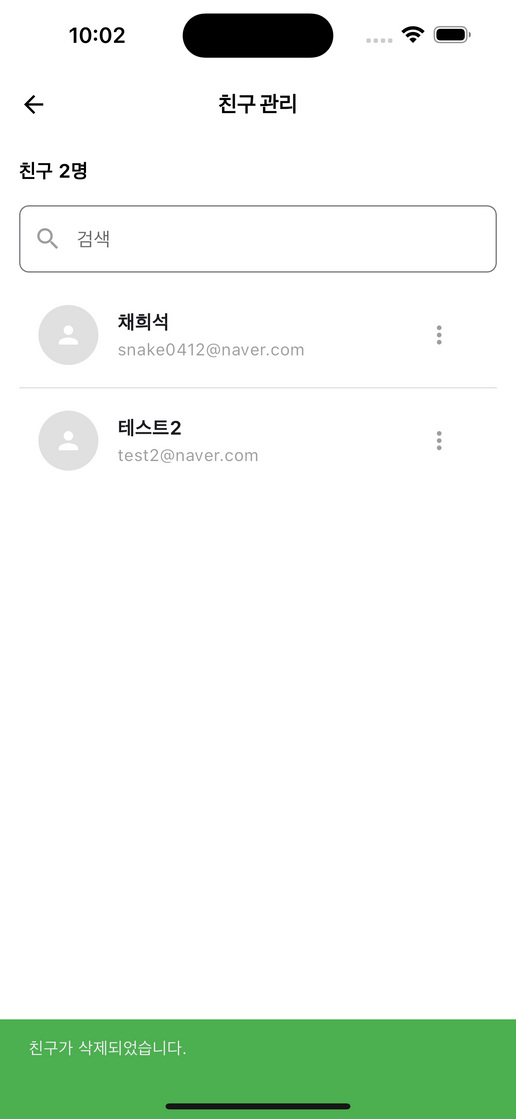 10:02
친구 관리
친구 2명
검색
채희석
snake0412@naver.com
테스트2
test2@naver.com
친구가 삭제되었습니다.